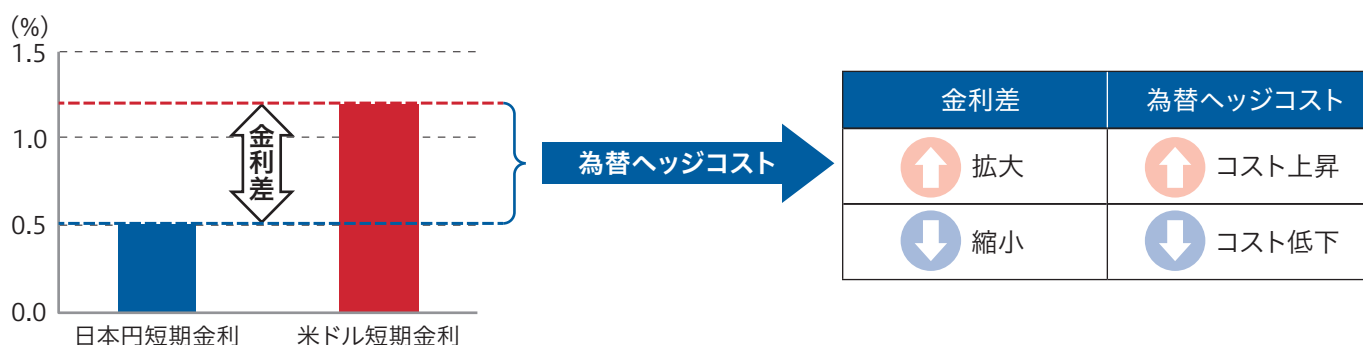 (%)
1.5
1.0
0.5
0.0
金利差
日本円短期金利 米ドル短期金利
為替ヘッジコスト
金利差 為替ヘッジコスト
拡大 コスト上昇
縮小 コスト低下